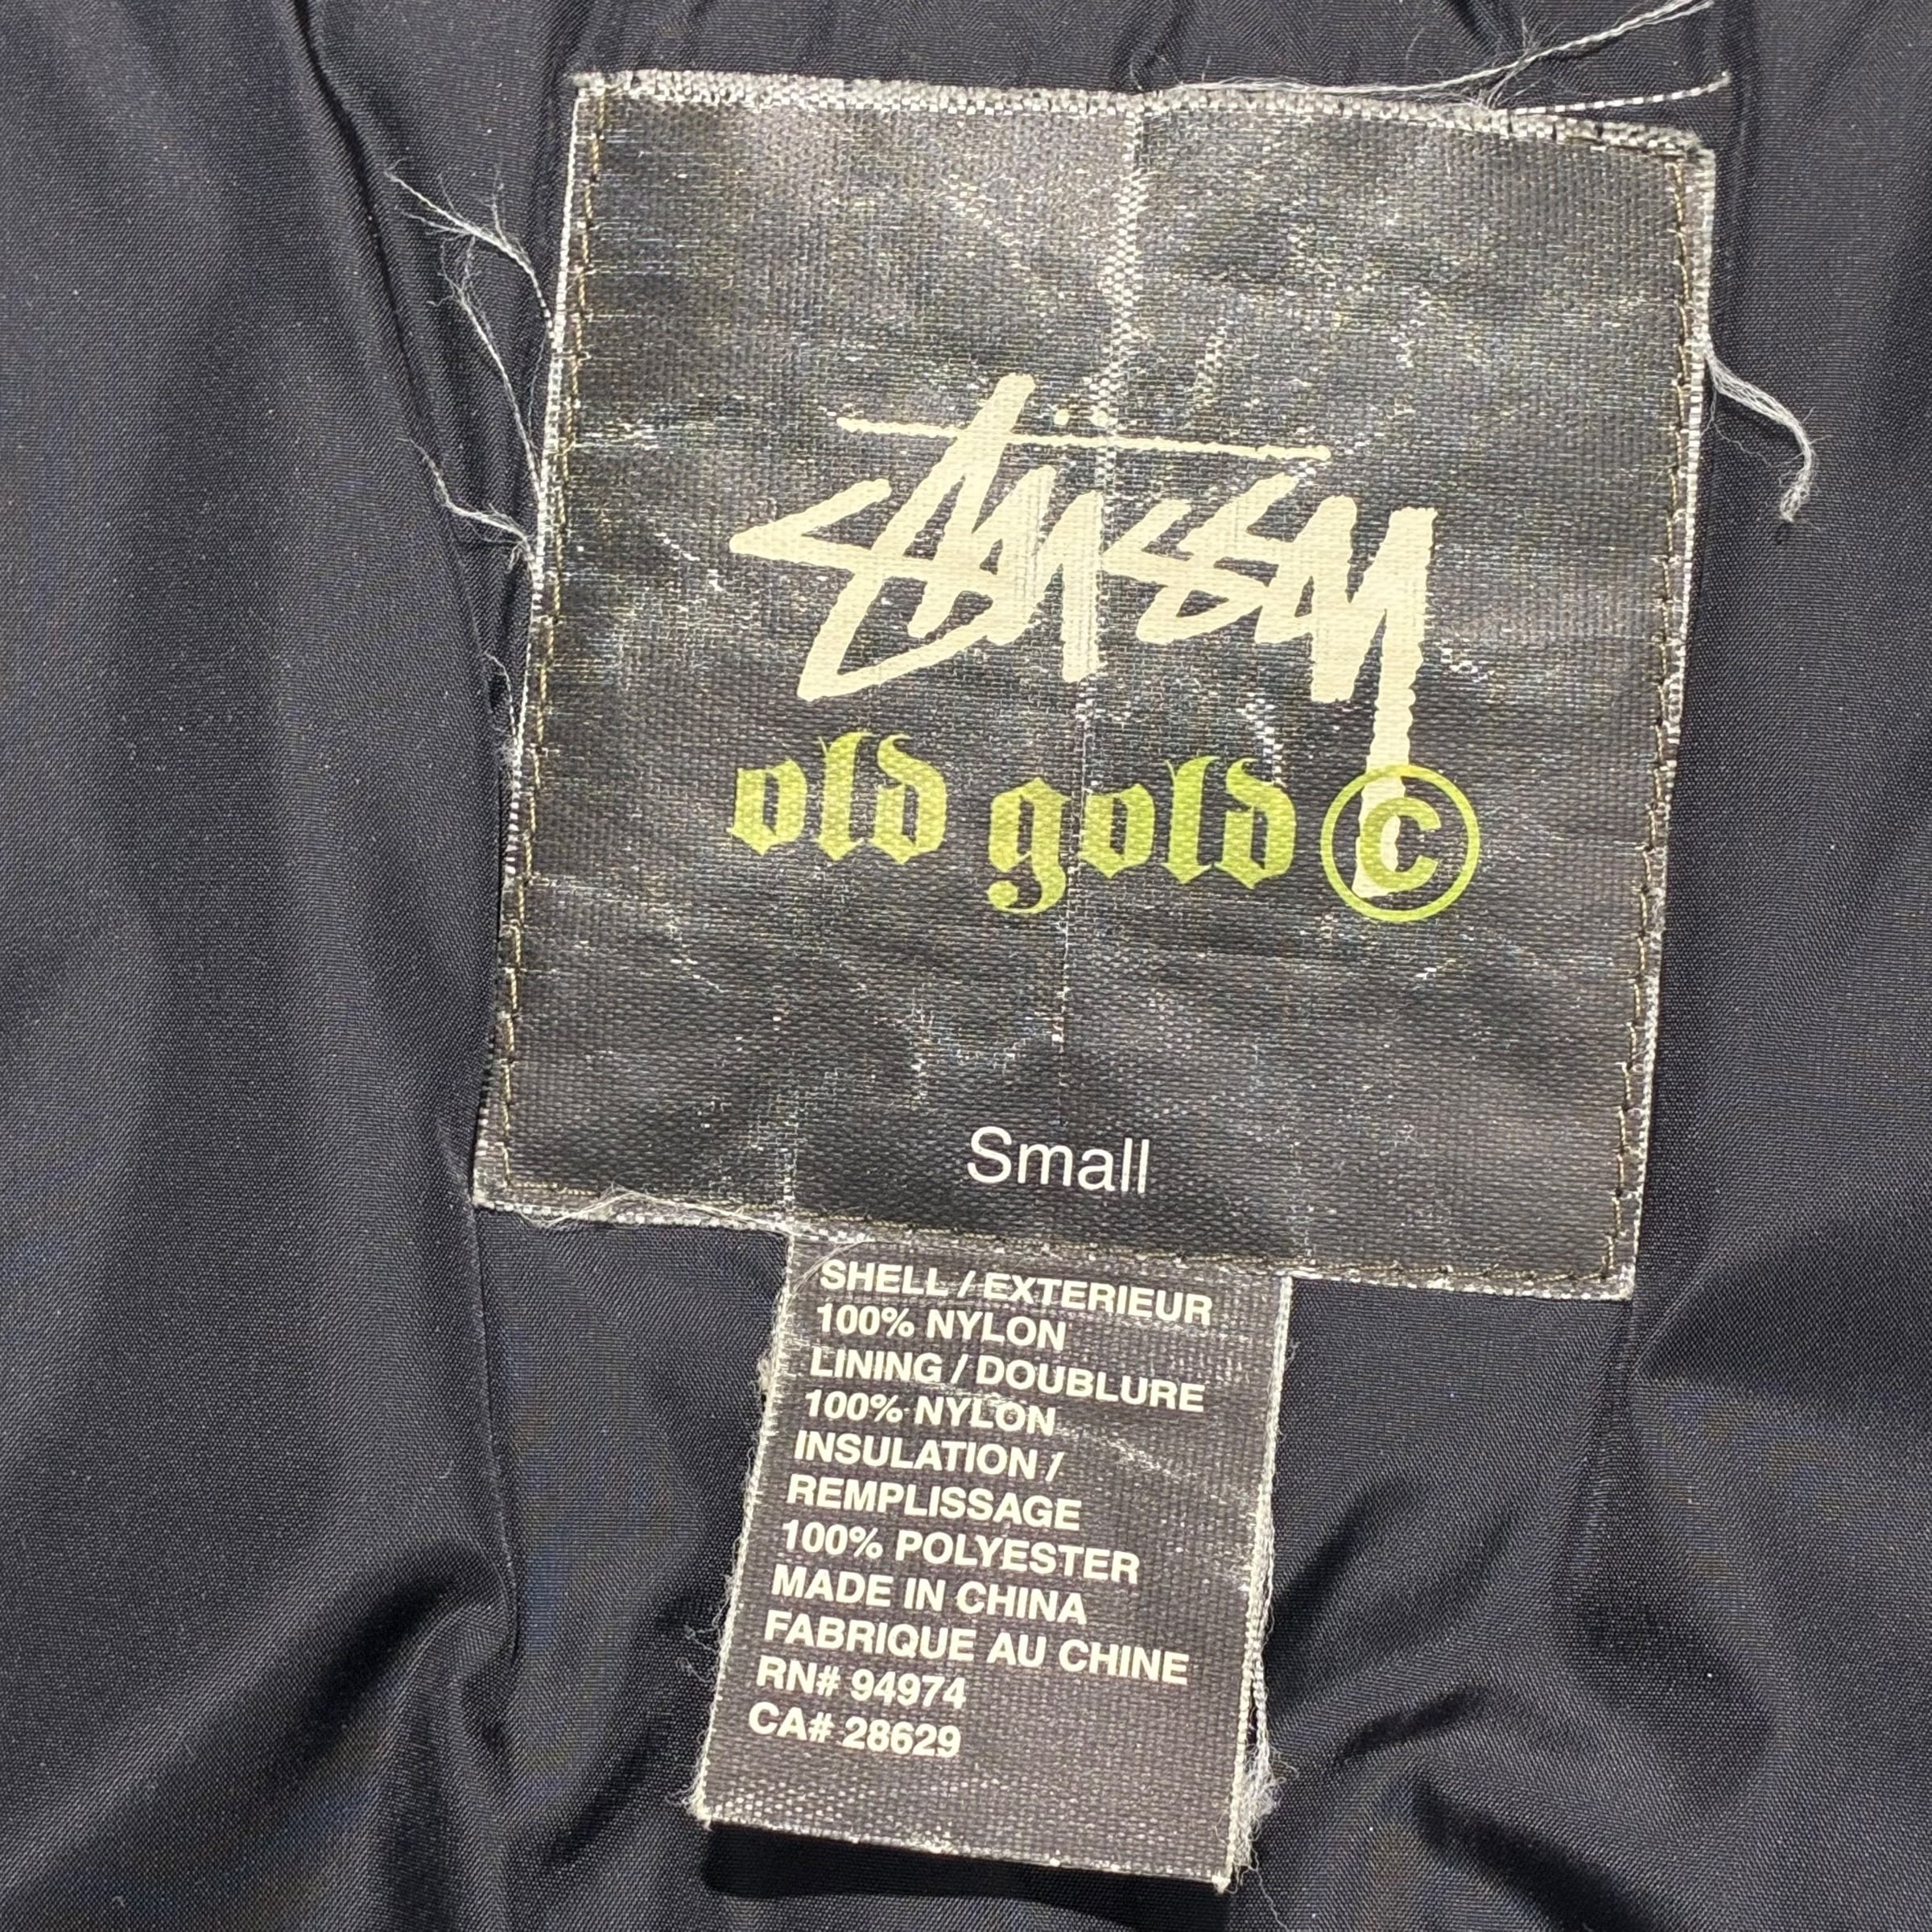 Stüssy
old gold ©
Small
SHELL / EXTERIEUR
100% NYLON
LINING / DOUBLURE
100% NYLON
INSULATION /
REMPLISSAGE
100% POLYESTER
MADE IN CHINA
FABRIQUE AU CHINE
RN# 94974
CA# 28629